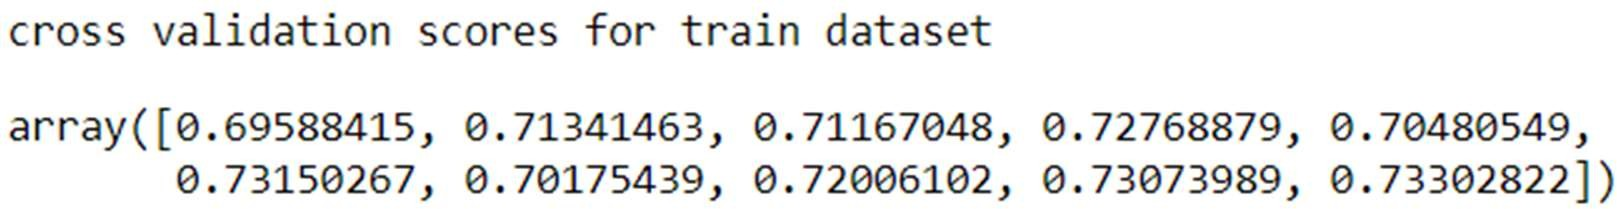 cross validation scores for train dataset
array([0.69588415, 0.71341463, 0.71167048, 0.72768879, 0.70480549,
0.73150267, 0.70175439, 0.72006102, 0.73073989, 0.73302822])